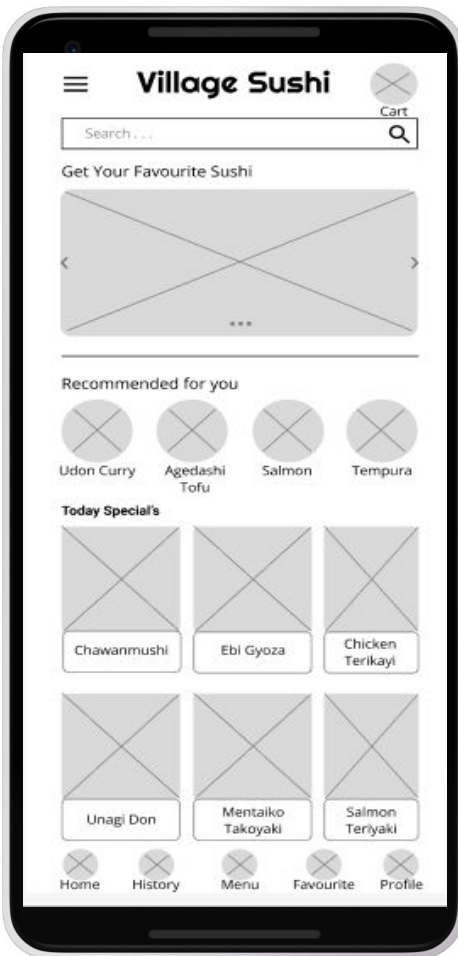 Village Sushi
Cart
Search . . .
Get Your Favourite Sushi
Recommended for you
Udon Curry
Agedashi
Tofu
Salmon
Tempura
Today Special's
Chawanmushi
Ebi Gyoza
Chicken
Terikayi
Unagi Don
Mentaiko
Takoyaki
Salmon
Teriyaki
Home
History
Menu
Favourite
Profile